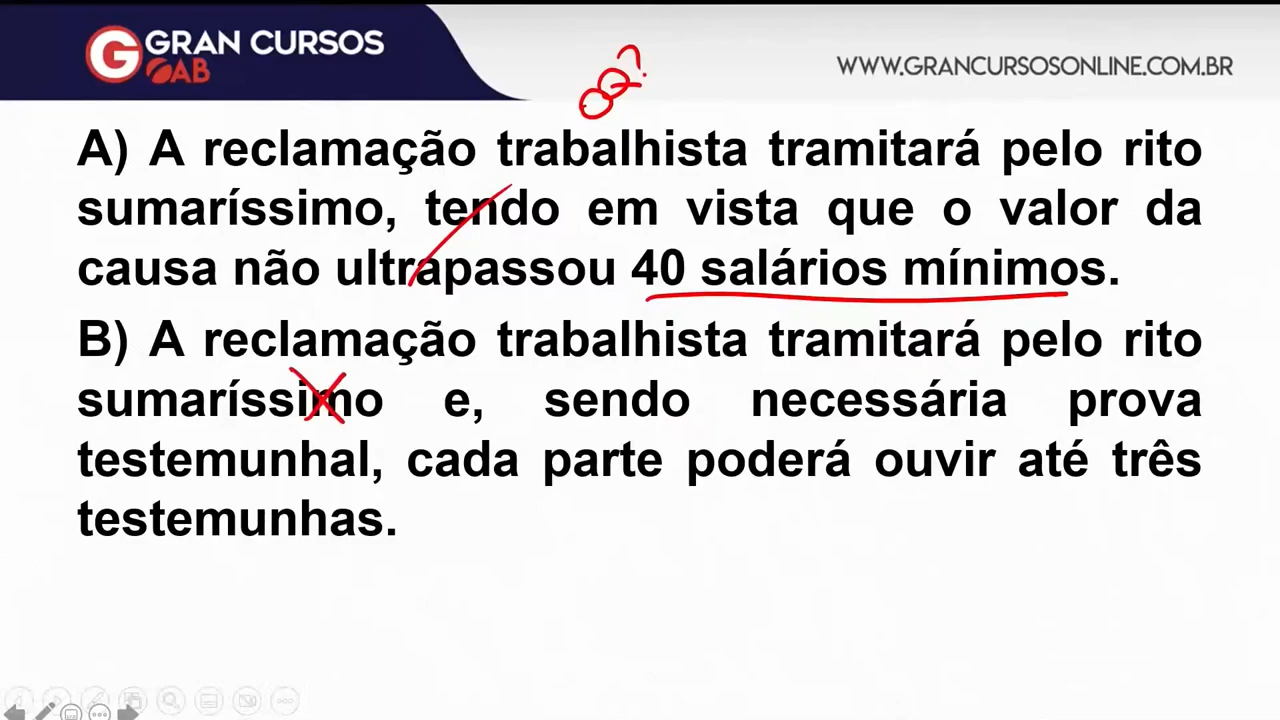 GRAN CURSOS
OAB
WWW.GRANCURSOSONLINE.COM.BR
A) A reclamação trabalhista tramitará pelo rito
sumaríssimo, tendo em vista que o valor da
causa não ultrapassou 40 salários mínimos.
B) A reclamação trabalhista tramitará pelo rito
sumaríssimo e, sendo necessária prova
testemunhal, cada parte poderá ouvir até três
testemunhas.